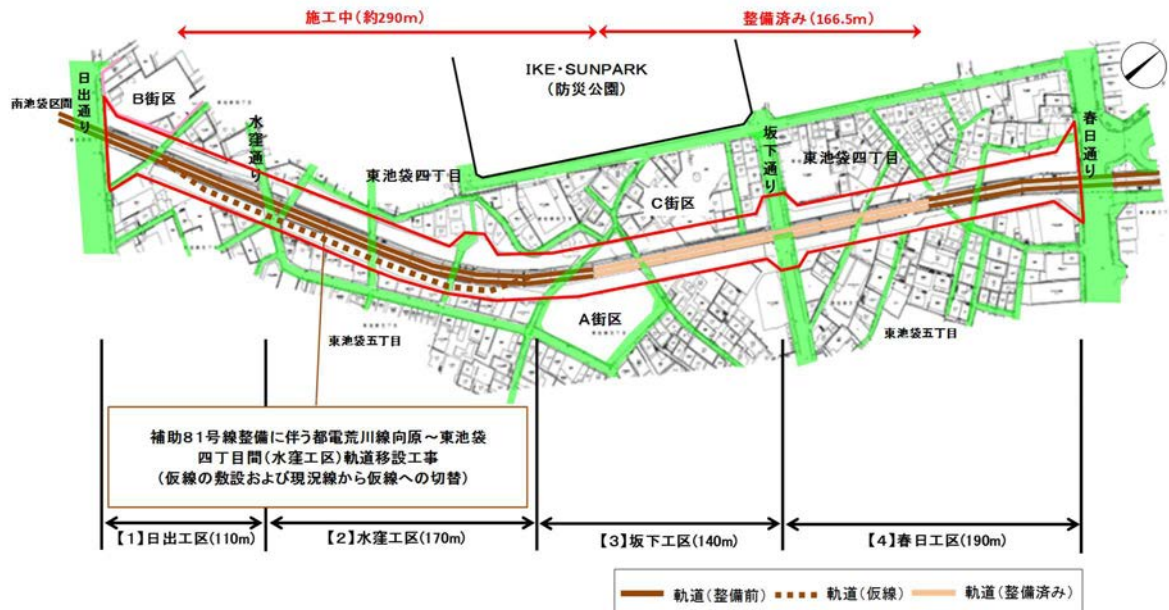 施工中(約290m)
整備済み(166.5m)
IKE・SUNPARK
(防災公園)
日出通り
南池袋区間
B街区
水窪通り
東池袋四丁目
坂下通り
東池袋四丁目
春日通り
C街区
A街区
東池袋五丁目
東池袋五丁目
補助81号線整備に伴う都電荒川線向原～東池袋
四丁目間(水窪工区)軌道移設工事
(仮線の敷設および現況線から仮線への切替)
【1】日出工区(110m)
【2】水窪工区(170m)
【3】坂下工区(140m)
【4】春日工区(190m)
軌道(整備前)
軌道(仮線)
軌道(整備済み)